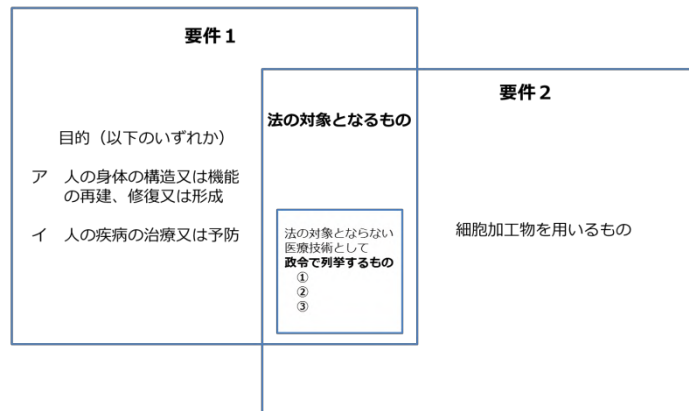 要件１
要件２
法の対象となるもの
目的（以下のいずれか）
ア　人の身体の構造又は機能
の再建、修復又は形成
イ　人の疾病の治療又は予防
法の対象とならない
医療技術として
政令で列挙するもの
①
②
③
細胞加工物を用いるもの